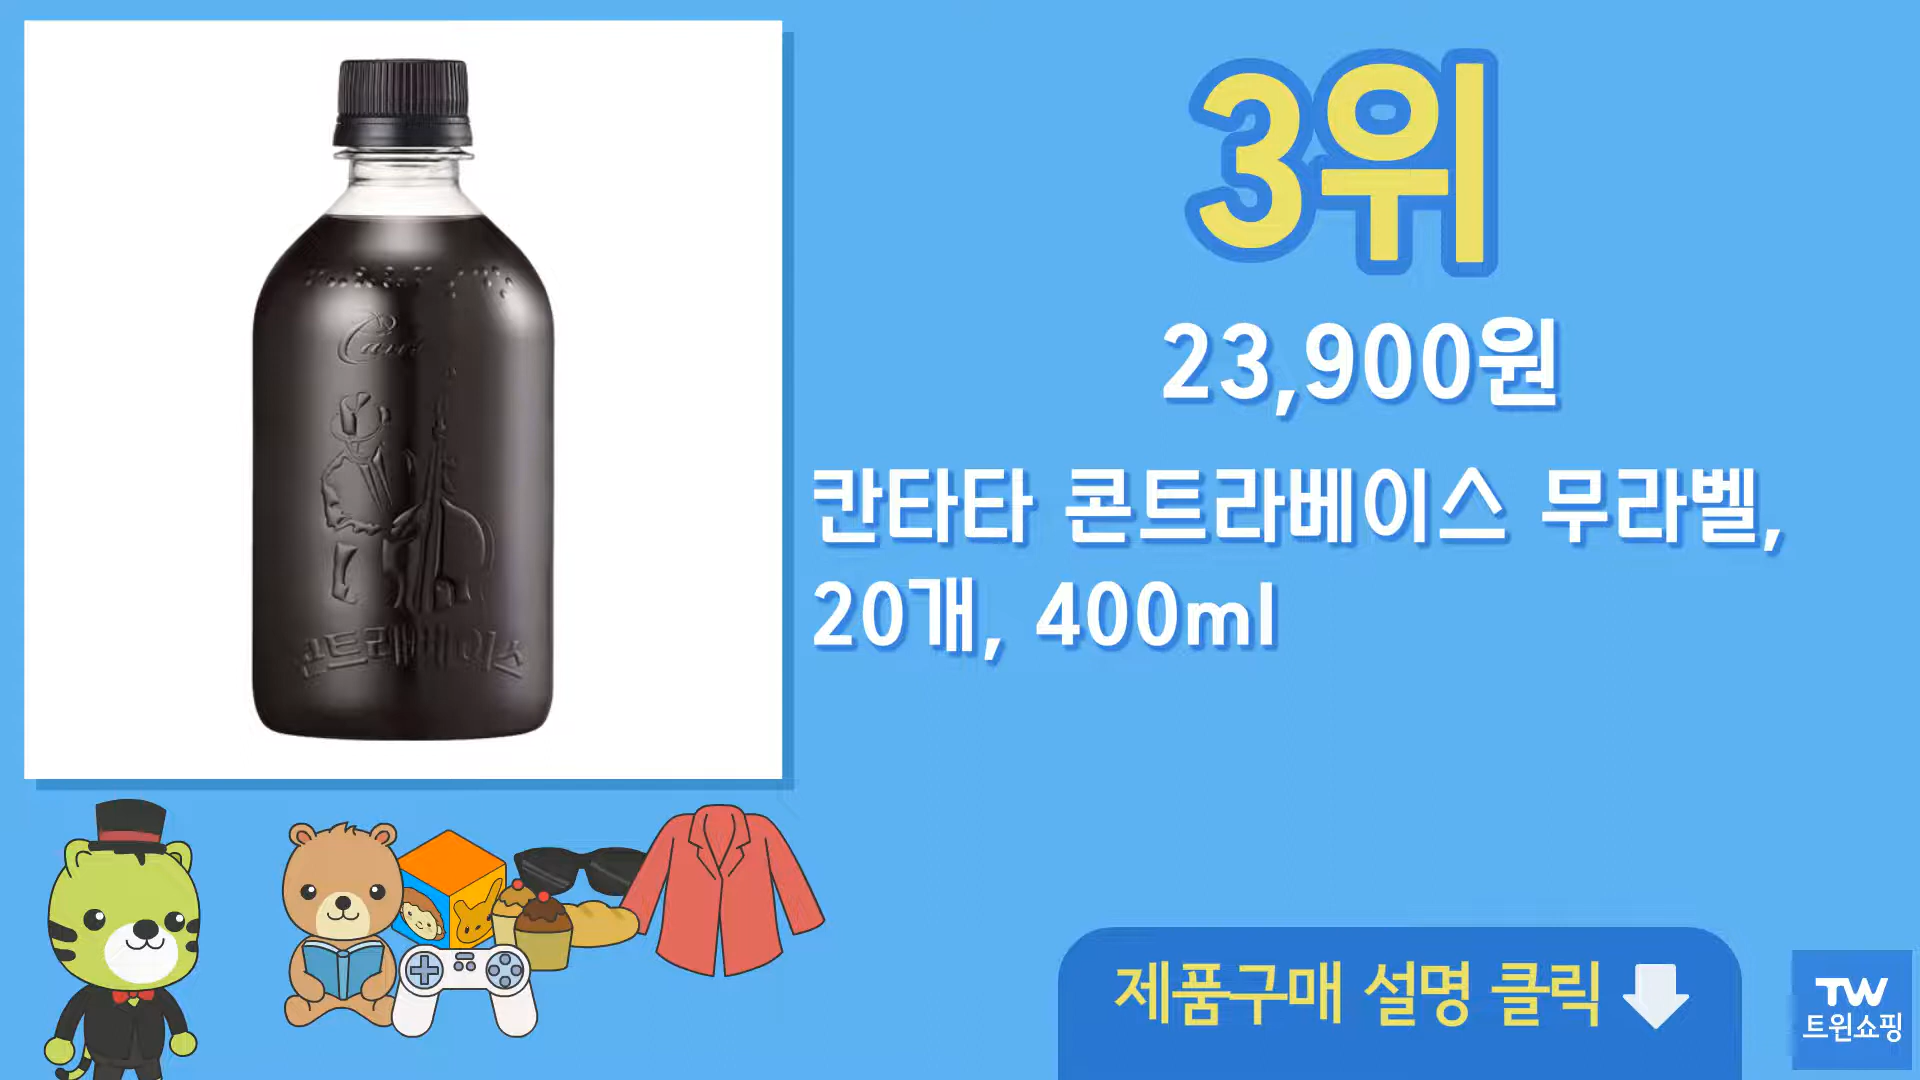 3위
23,900원
칸타타 콘트라베이스 무라벨,
20개, 400ml
콘트라베이스
제품구매 설명 클릭
TW
트윈쇼핑